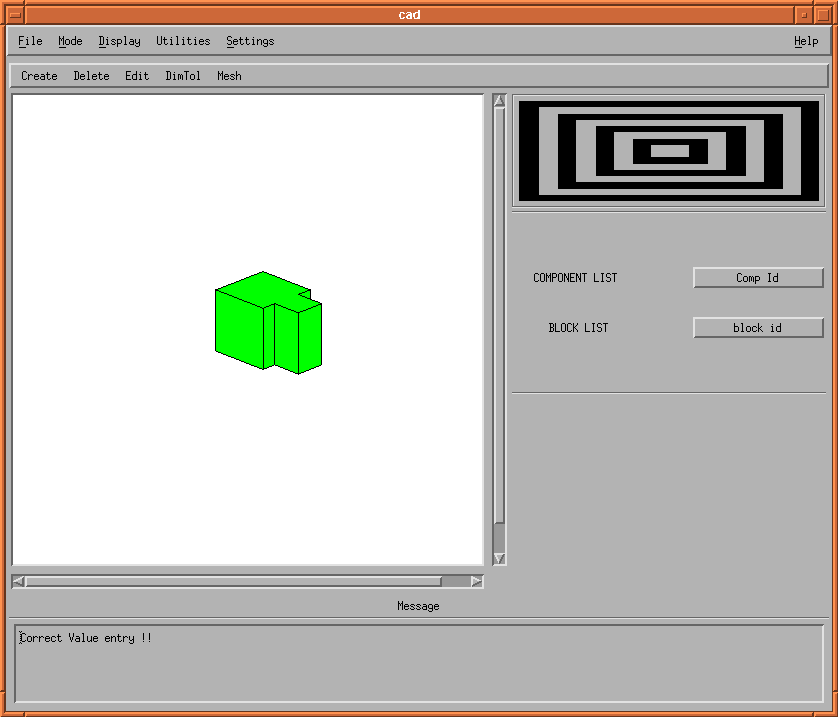 cad
File Mode Display Utilities Settings Help
Create Delete Edit DimTol Mesh
COMPONENT LIST Comp Id
BLOCK LIST block id
Message
Correct Value entry !!